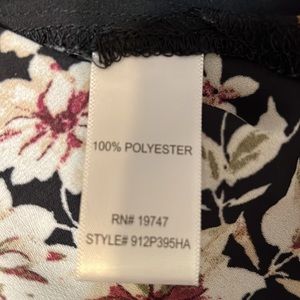 100% POLYESTER
RN# 19747
STYLE# 912P395HA